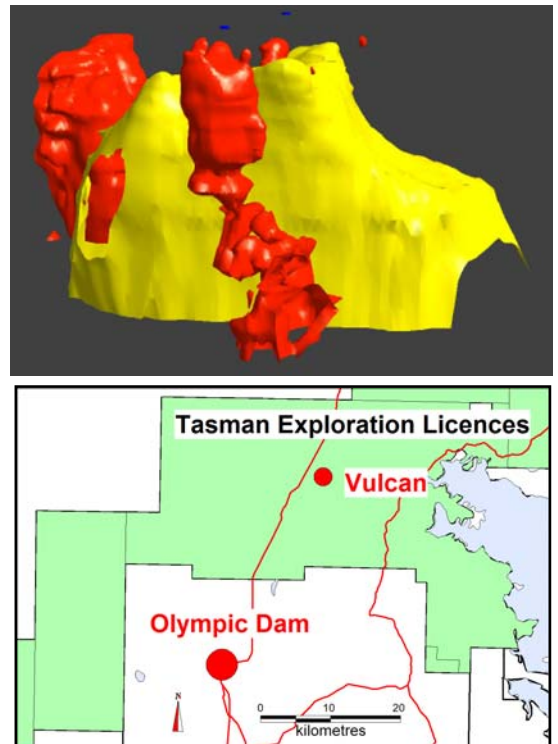 Tasman Exploration Licences
Vulcan
Olympic Dam
N
0 10 20
kilometres